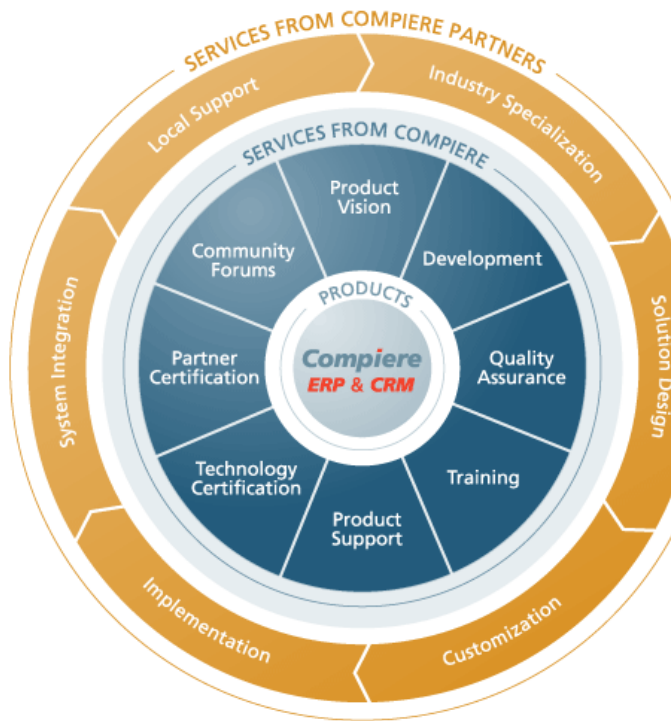 SERVICES FROM COMPIERE PARTNERS
Local Support
Industry Specialization
Solution Design
Customization
Implementation
System Integration
SERVICES FROM COMPIERE
Product
Vision
Development
Quality
Assurance
Training
Product
Support
Technology
Certification
Partner
Certification
Community
Forums
PRODUCTS
Compiere
ERP & CRM